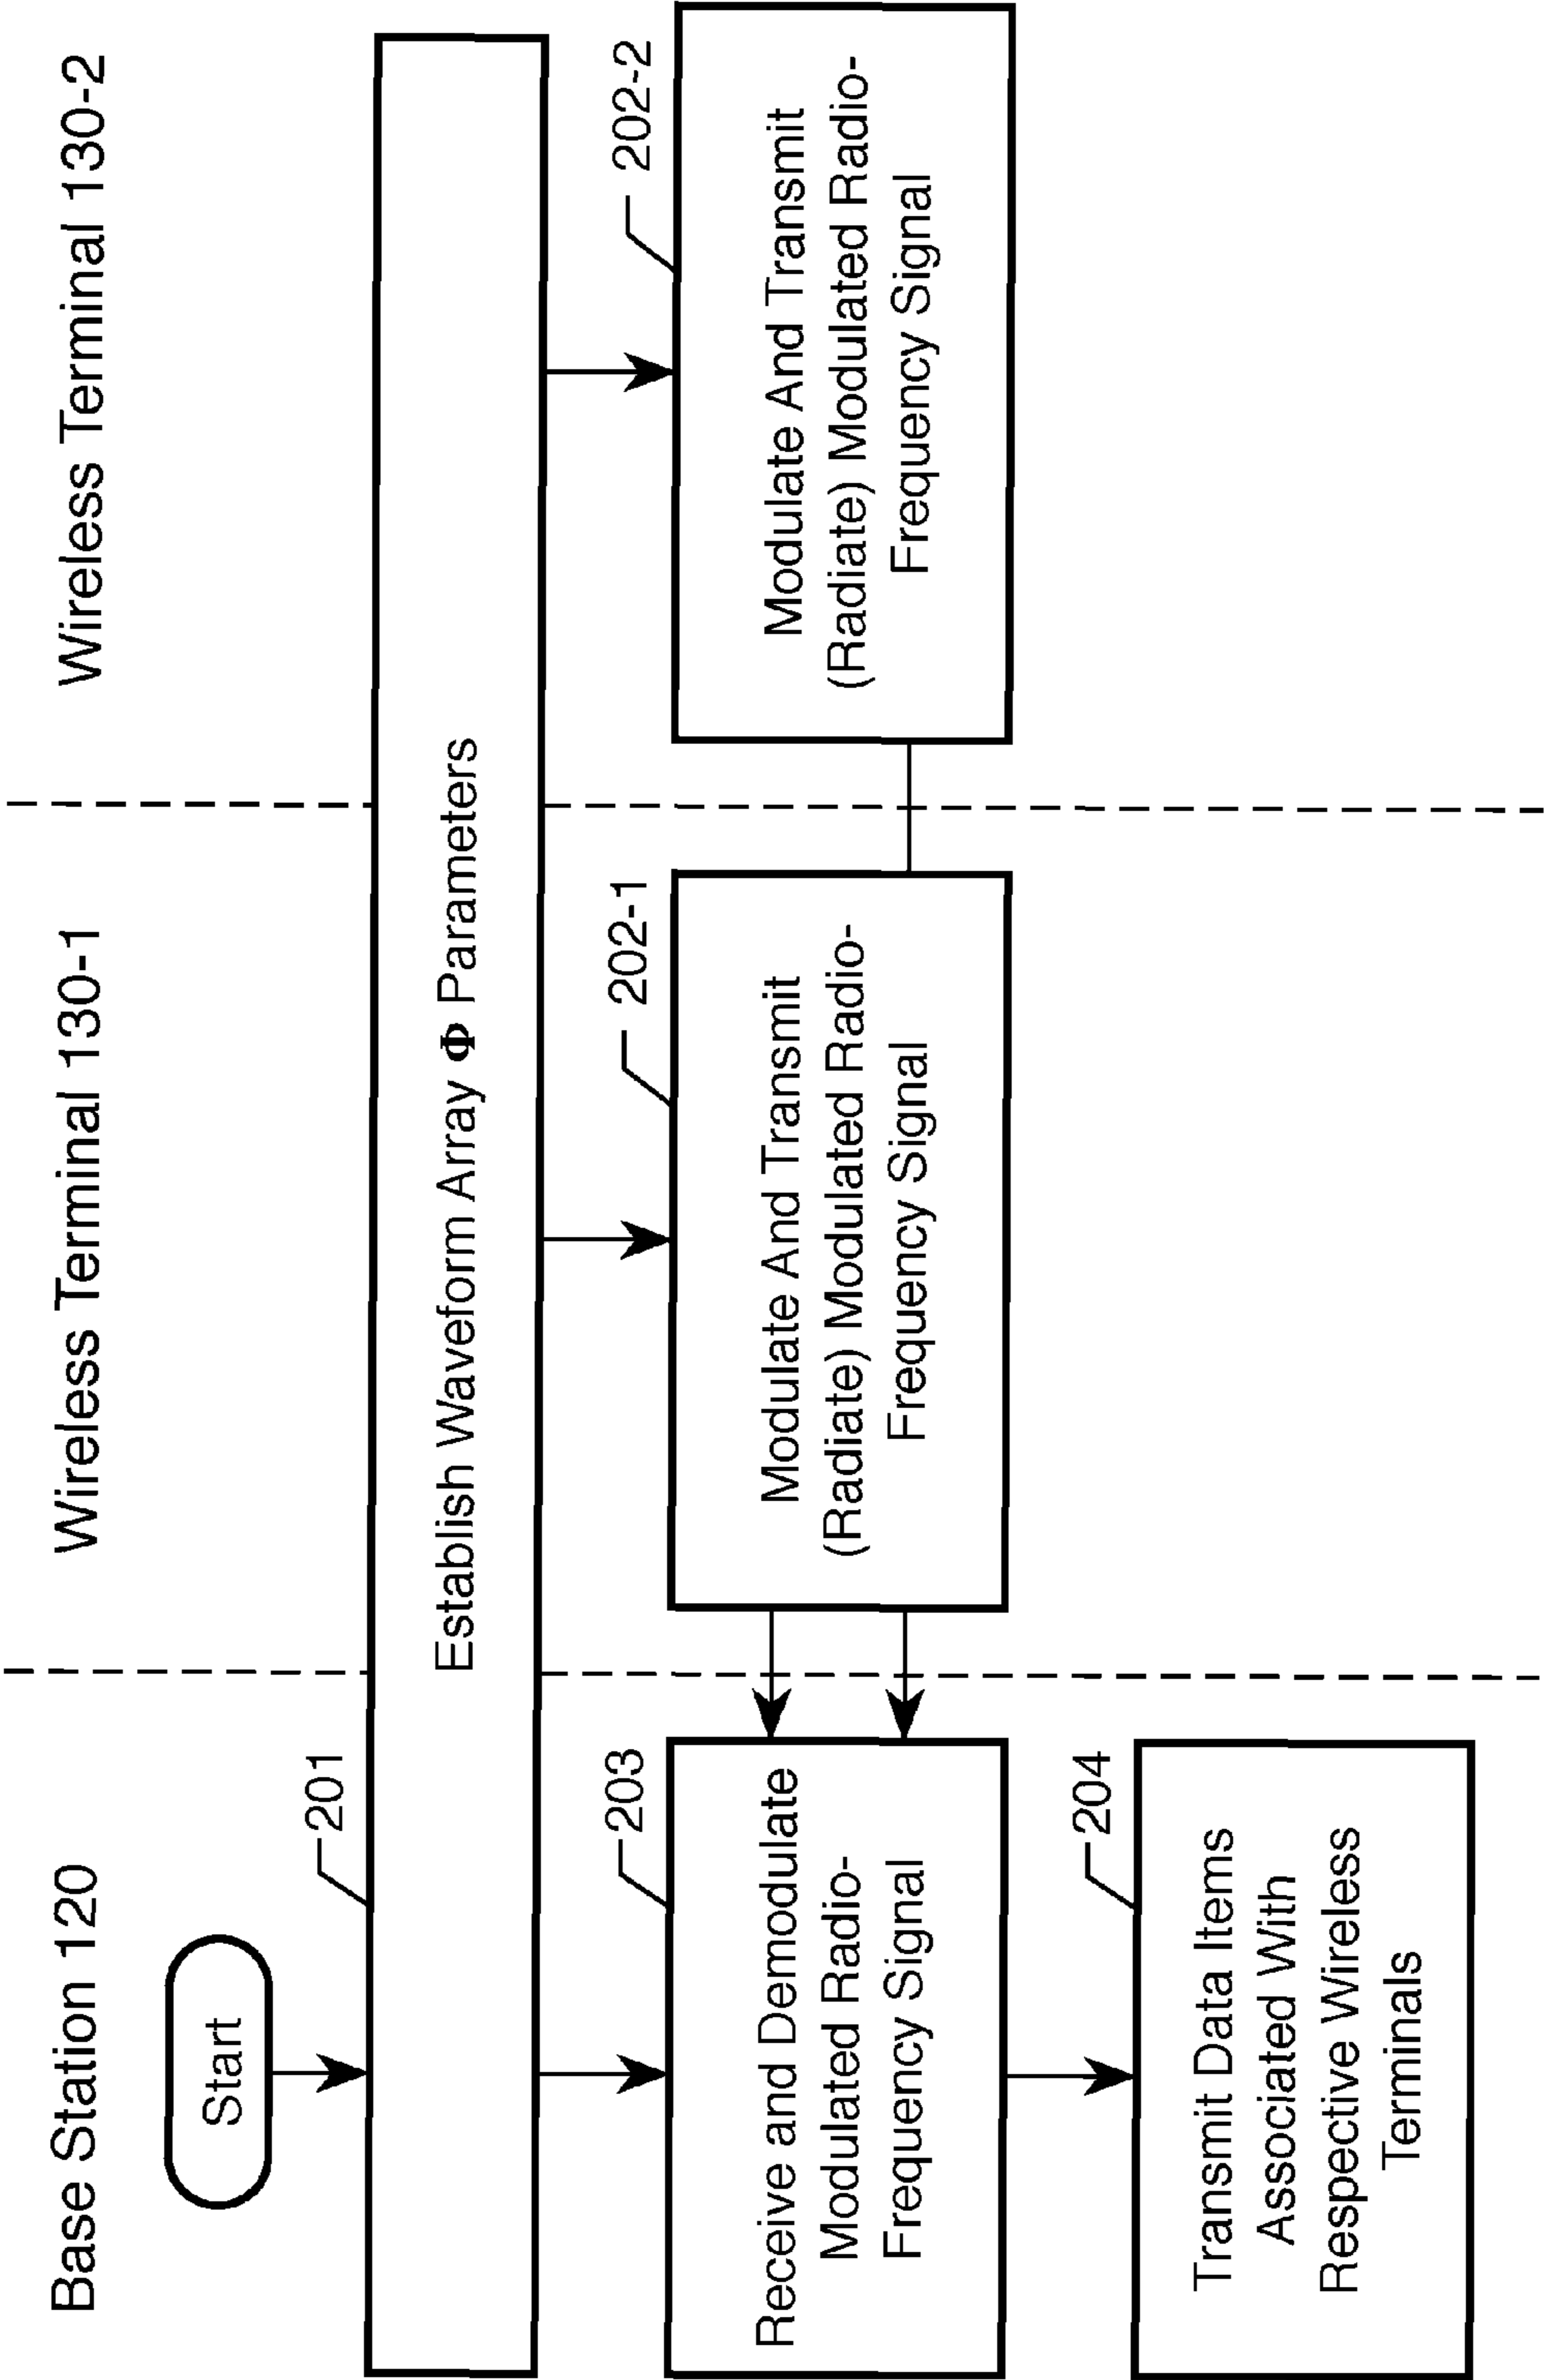 Base Station 120
Wireless Terminal 130-1
Wireless Terminal 130-2
Start
201
Establish Waveform Array Φ Parameters
203
Receive and Demodulate
Modulated Radio-
Frequency Signal
202-1
Modulate And Transmit
(Radiate) Modulated Radio-
Frequency Signal
202-2
Modulate And Transmit
(Radiate) Modulated Radio-
Frequency Signal
204
Transmit Data Items
Associated With
Respective Wireless
Terminals